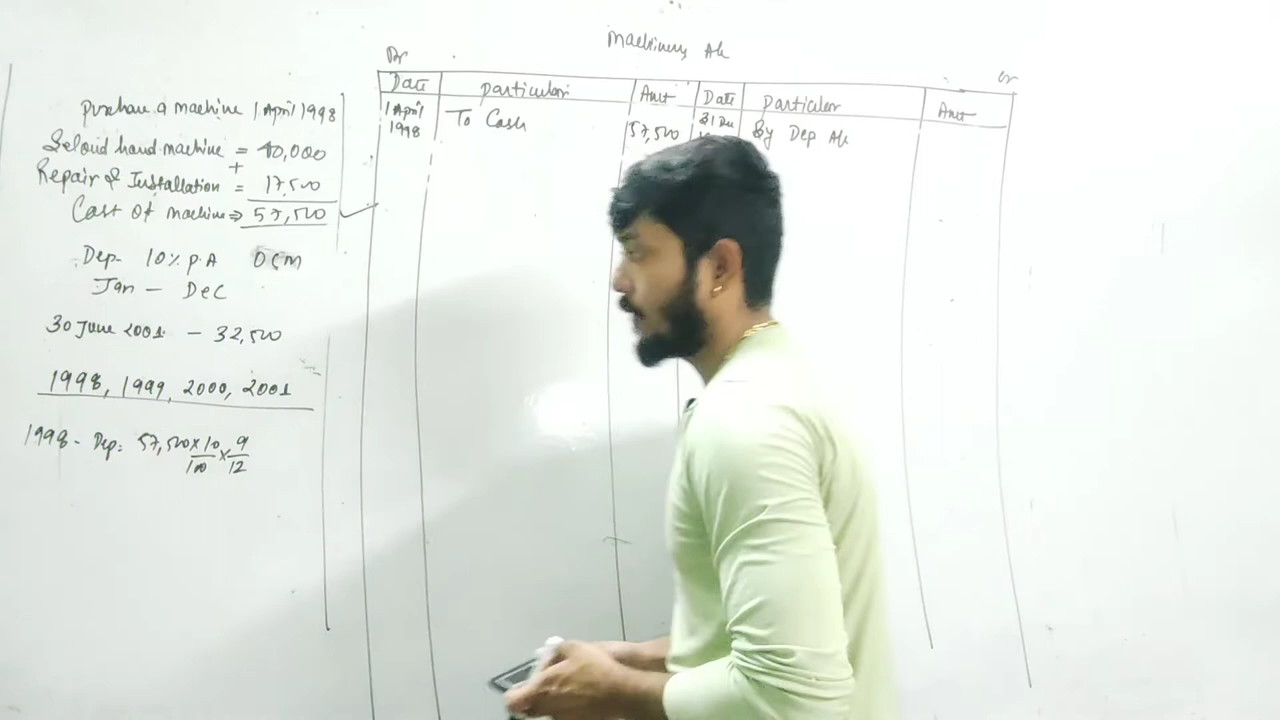 Machinery A/c
Dr
Cr
Date particulars Amt Date particular Amt
1 April 1998 To Cash 57,500 31 Dec By Dep A/c
purchase a machine 1 April 1998
Second hand machine = 40,000
+
Repair & Installation = 17,500
Cost of machine ⇒ 57,500
Dep- 10% p.A OCM
Jan - Dec
30 June 2001 - 32,500
1998, 1999, 2000, 2001
1998 - Dep: 57,500 x 10/100 x 9/12